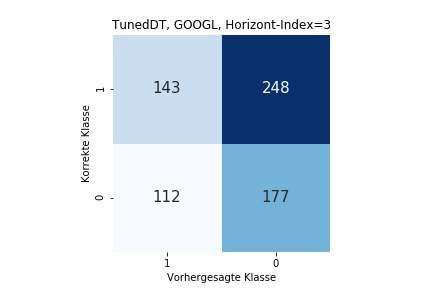 TunedDT, GOOGL, Horizont-Index=3
Korrekte Klasse
1
143
248
0
112
177
1
0
Vorhergesagte Klasse